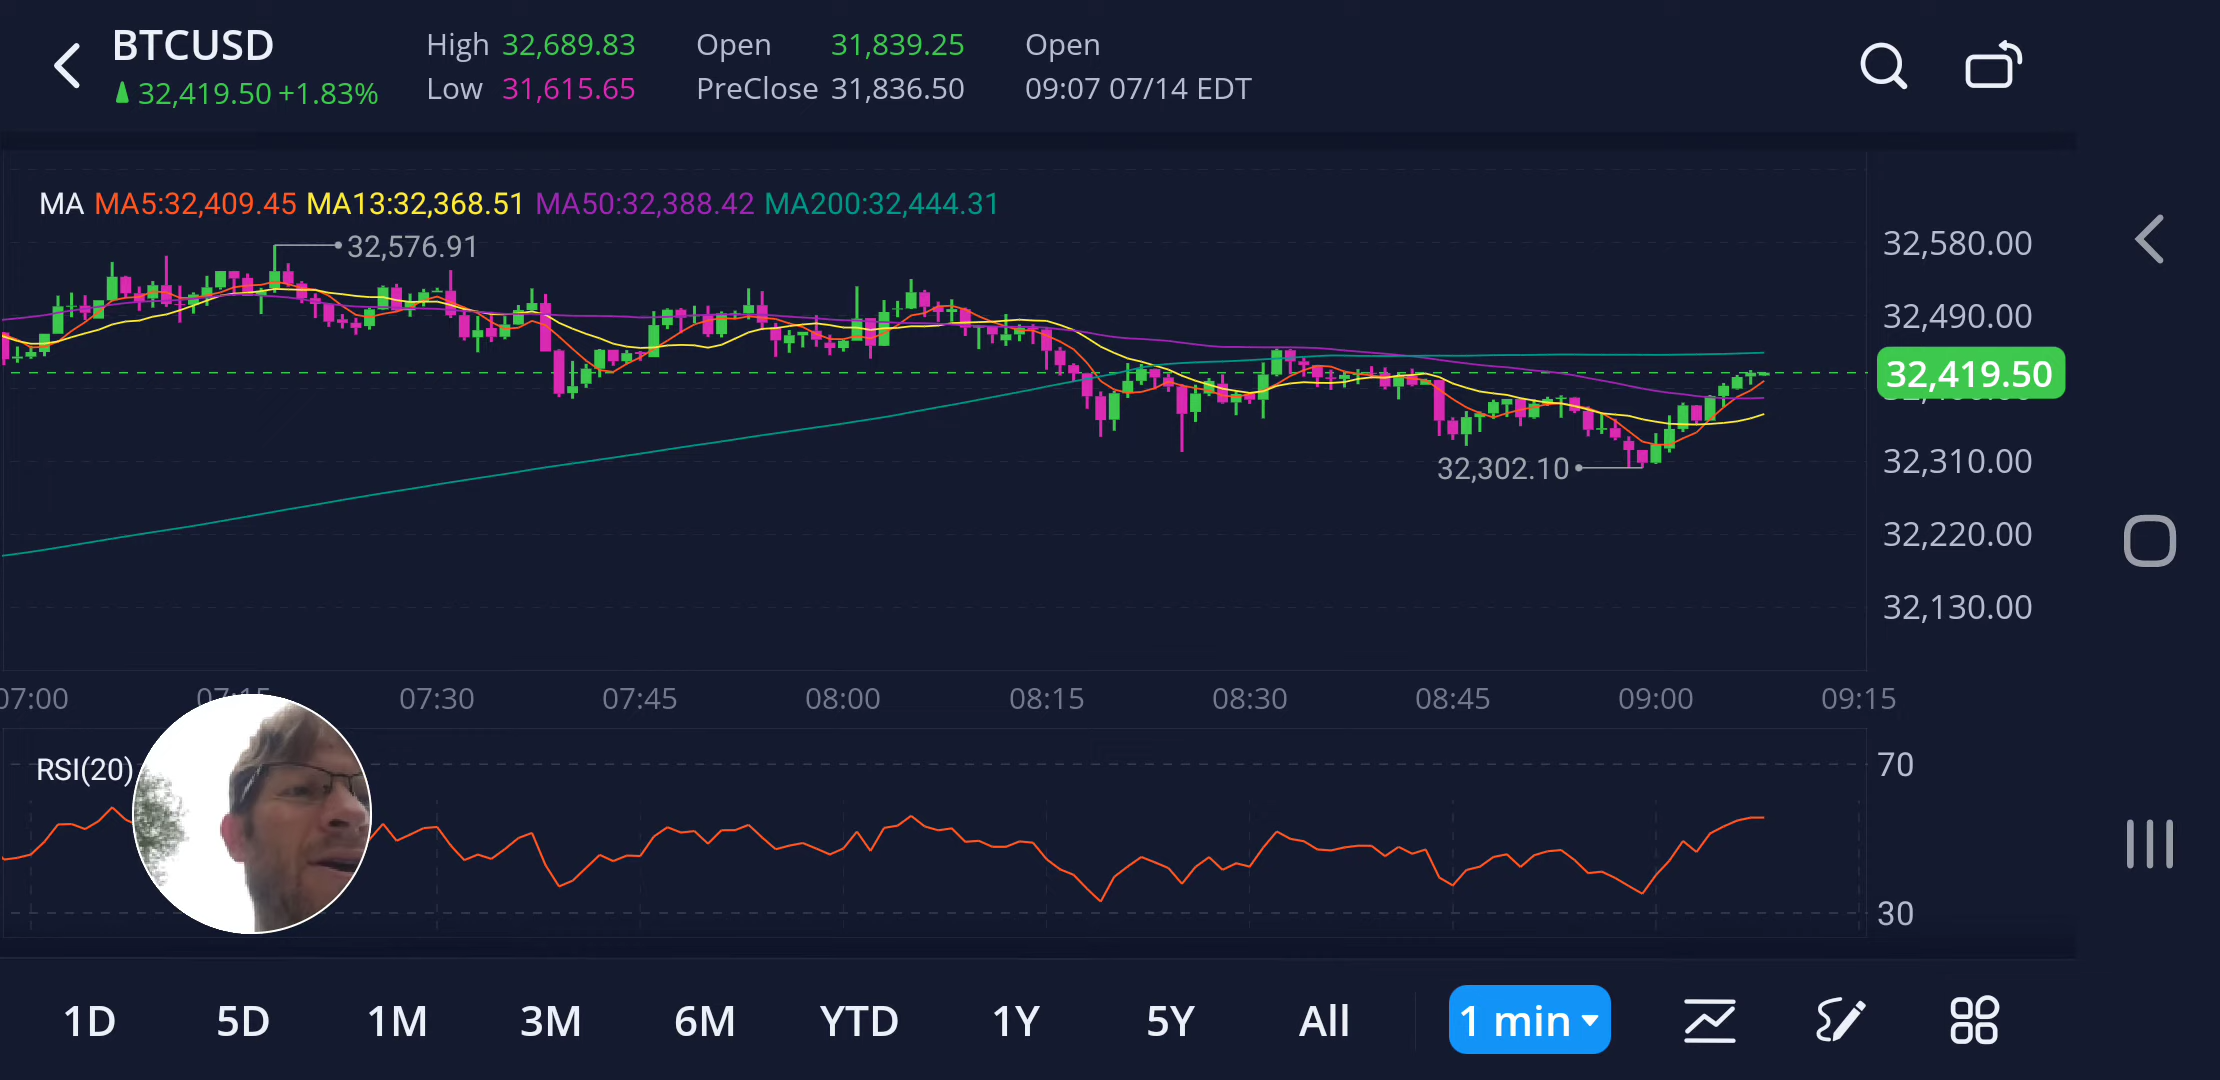 BTCUSD
32,419.50 +1.83%
High 32,689.83
Low 31,615.65
Open 31,839.25
PreClose 31,836.50
Open
09:07 07/14 EDT
MA MA5:32,409.45 MA13:32,368.51 MA50:32,388.42 MA200:32,444.31
32,576.91
32,302.10
32,580.00
32,490.00
32,419.50
32,310.00
32,220.00
32,130.00
07:00 07:15 07:30 07:45 08:00 08:15 08:30 08:45 09:00 09:15
RSI(20)
70
30
1D 5D 1M 3M 6M YTD 1Y 5Y All 1 min